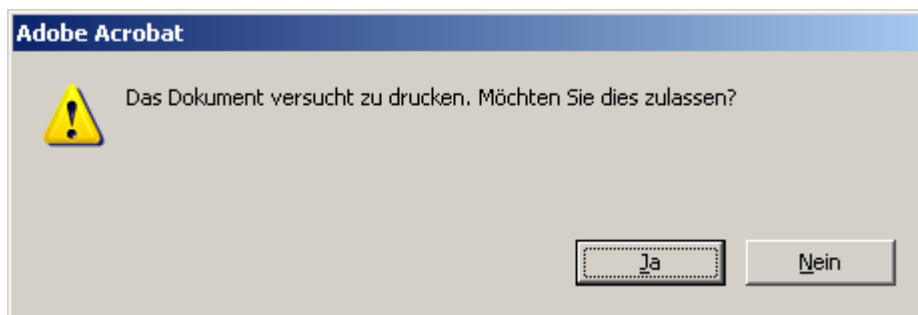 Adobe Acrobat
Das Dokument versucht zu drucken. Möchten Sie dies zulassen?
Ja
Nein